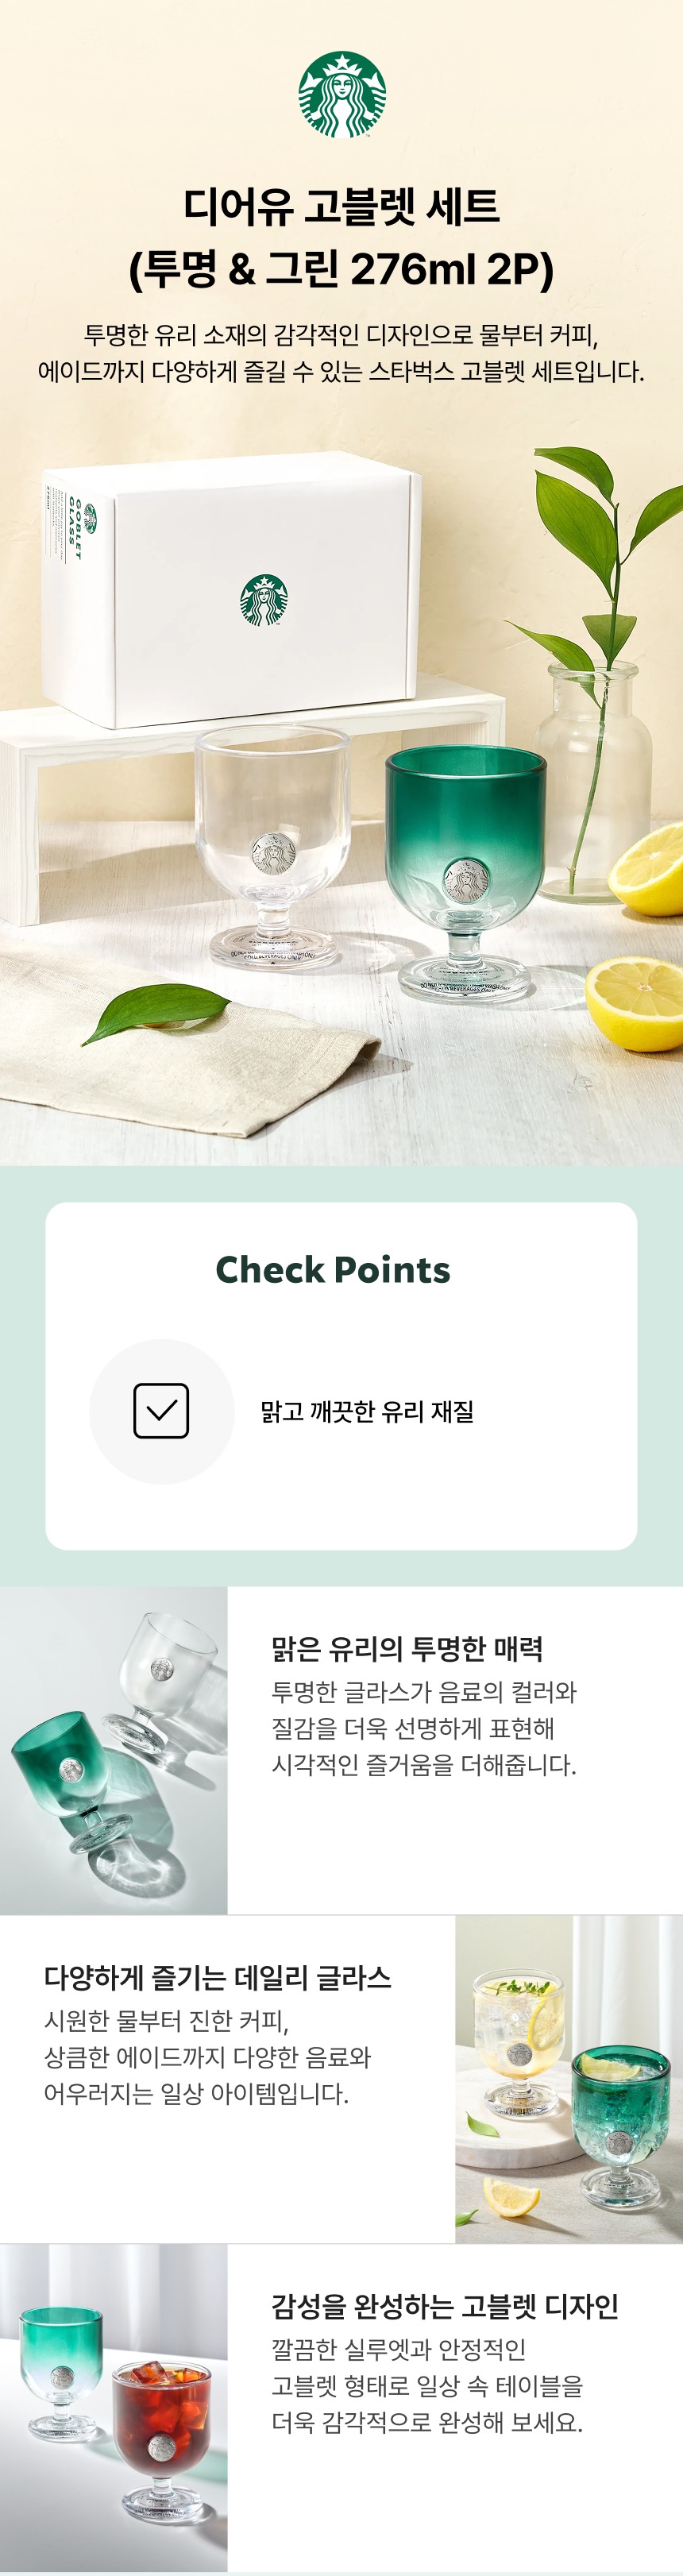 디어유 고블렛 세트
(투명 & 그린 276ml 2P)
투명한 유리 소재의 감각적인 디자인으로 물부터 커피,
에이드까지 다양하게 즐길 수 있는 스타벅스 고블렛 세트입니다.
GOBLET
GLASS
Check Points
맑고 깨끗한 유리 재질
맑은 유리의 투명한 매력
투명한 글라스가 음료의 컬러와
질감을 더욱 선명하게 표현해
시각적인 즐거움을 더해줍니다.
다양하게 즐기는 데일리 글라스
시원한 물부터 진한 커피,
상큼한 에이드까지 다양한 음료와
어우러지는 일상 아이템입니다.
감성을 완성하는 고블렛 디자인
깔끔한 실루엣과 안정적인
고블렛 형태로 일상 속 테이블을
더욱 감각적으로 완성해 보세요.